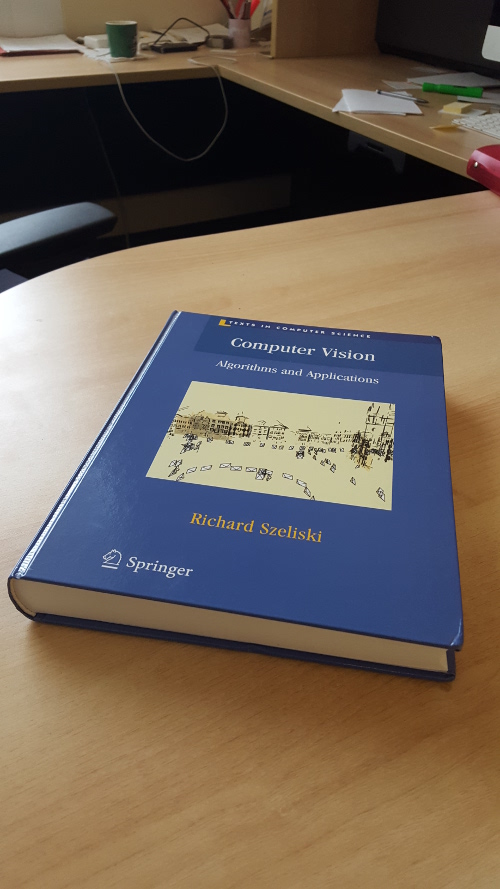 TEXTS IN COMPUTER SCIENCE
Computer Vision
Algorithms and Applications
Richard Szeliski
Springer